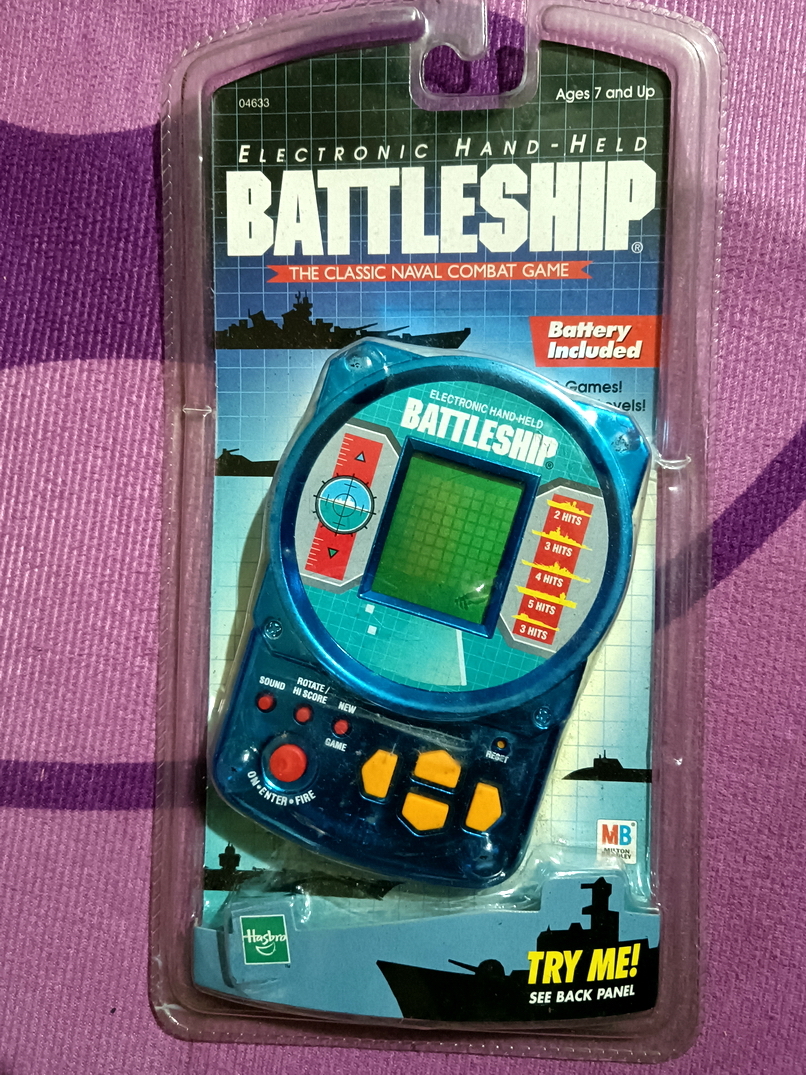 04633
Ages 7 and Up
ELECTRONIC HAND-HELD
BATTLESHIP®
THE CLASSIC NAVAL COMBAT GAME
Battery
Included
Games!
ELECTRONIC HAND-HELD
BATTLESHIP®
2 HITS
3 HITS
4 HITS
5 HITS
3 HITS
SOUND
ROTATE/
HI SCORE
NEW
GAME
RESET
ON•ENTER•FIRE
MB
MILTON
BRADLEY
Hasbro
TRY ME!
SEE BACK PANEL